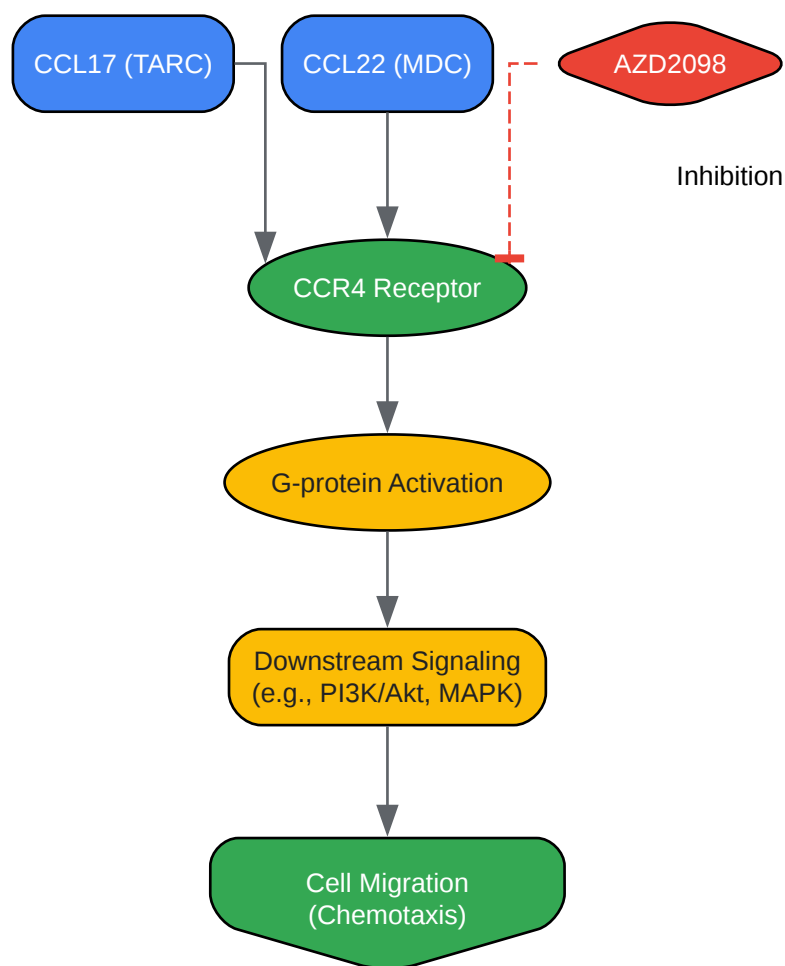 CCL17 (TARC)
CCL22 (MDC)
AZD2098
Inhibition
CCR4 Receptor
G-protein Activation
Downstream Signaling
(e.g., PI3K/Akt, MAPK)
Cell Migration
(Chemotaxis)